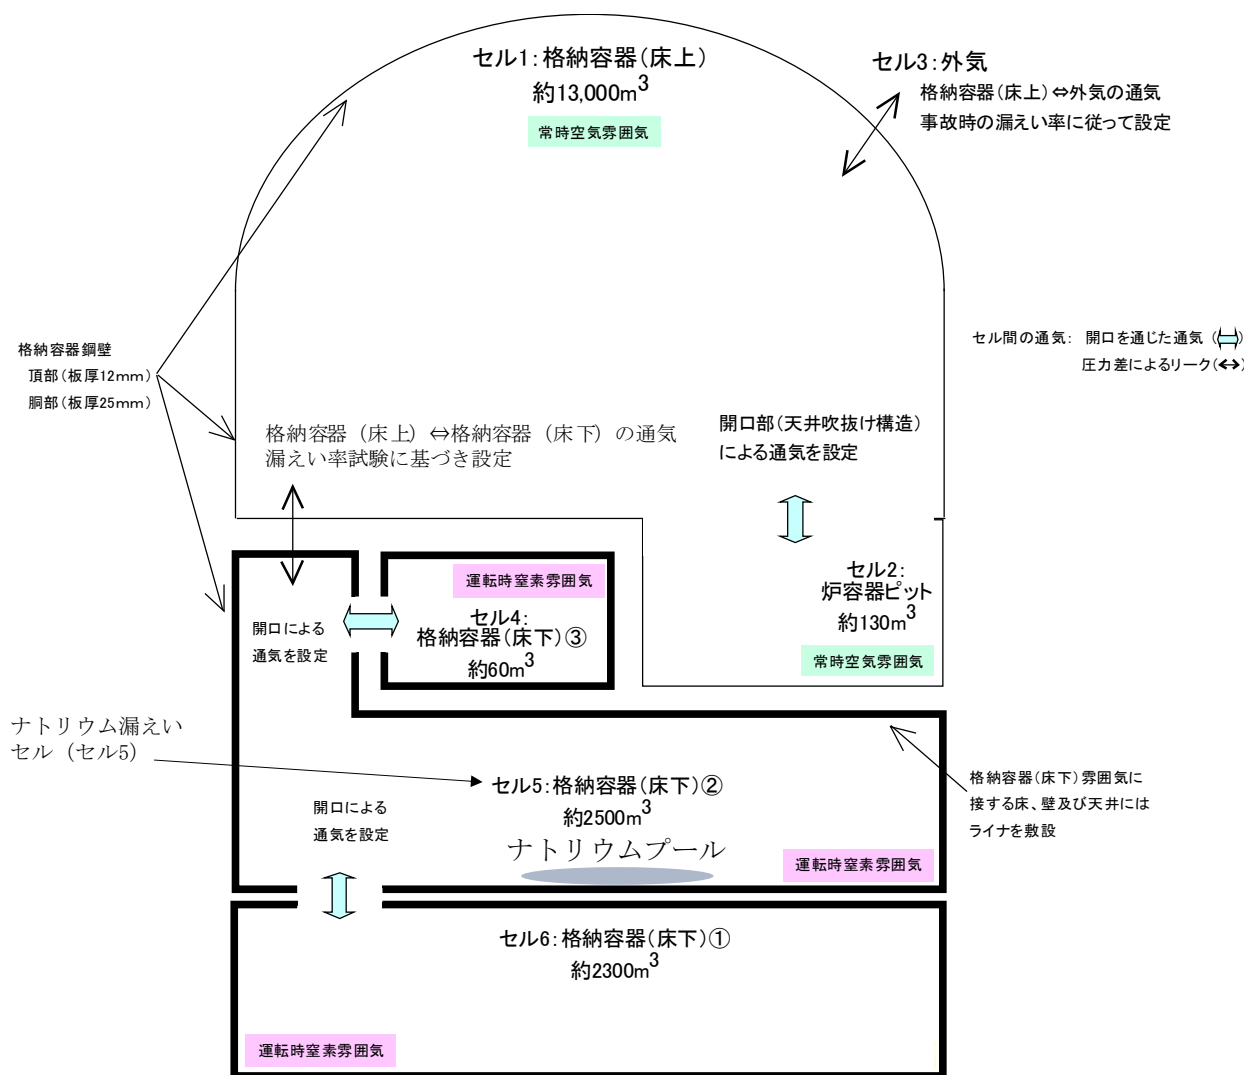 セル1：格納容器（床上）
約13,000m3
常時空気雰囲気
セル3：外気
格納容器（床上）⇔外気の通気
事故時の漏えい率に従って設定
格納容器鋼壁
頂部（板厚12mm）
胴部（板厚25mm）
セル間の通気： 開口を通じた通気（⇔）
圧力差によるリーク（↔）
格納容器（床上）⇔格納容器（床下）の通気
漏えい率試験に基づき設定
開口部（天井吹抜け構造）
による通気を設定
セル2：
炉容器ピット
約130m3
常時空気雰囲気
運転時窒素雰囲気
セル4：
格納容器（床下）③
約60m3
開口による
通気を設定
ナトリウム漏えい
セル（セル5）
セル5：格納容器（床下）②
約2500m3
ナトリウムプール
運転時窒素雰囲気
格納容器（床下）雰囲気に
接する床、壁及び天井には
ライナを敷設
開口による
通気を設定
セル6：格納容器（床下）①
約2300m3
運転時窒素雰囲気